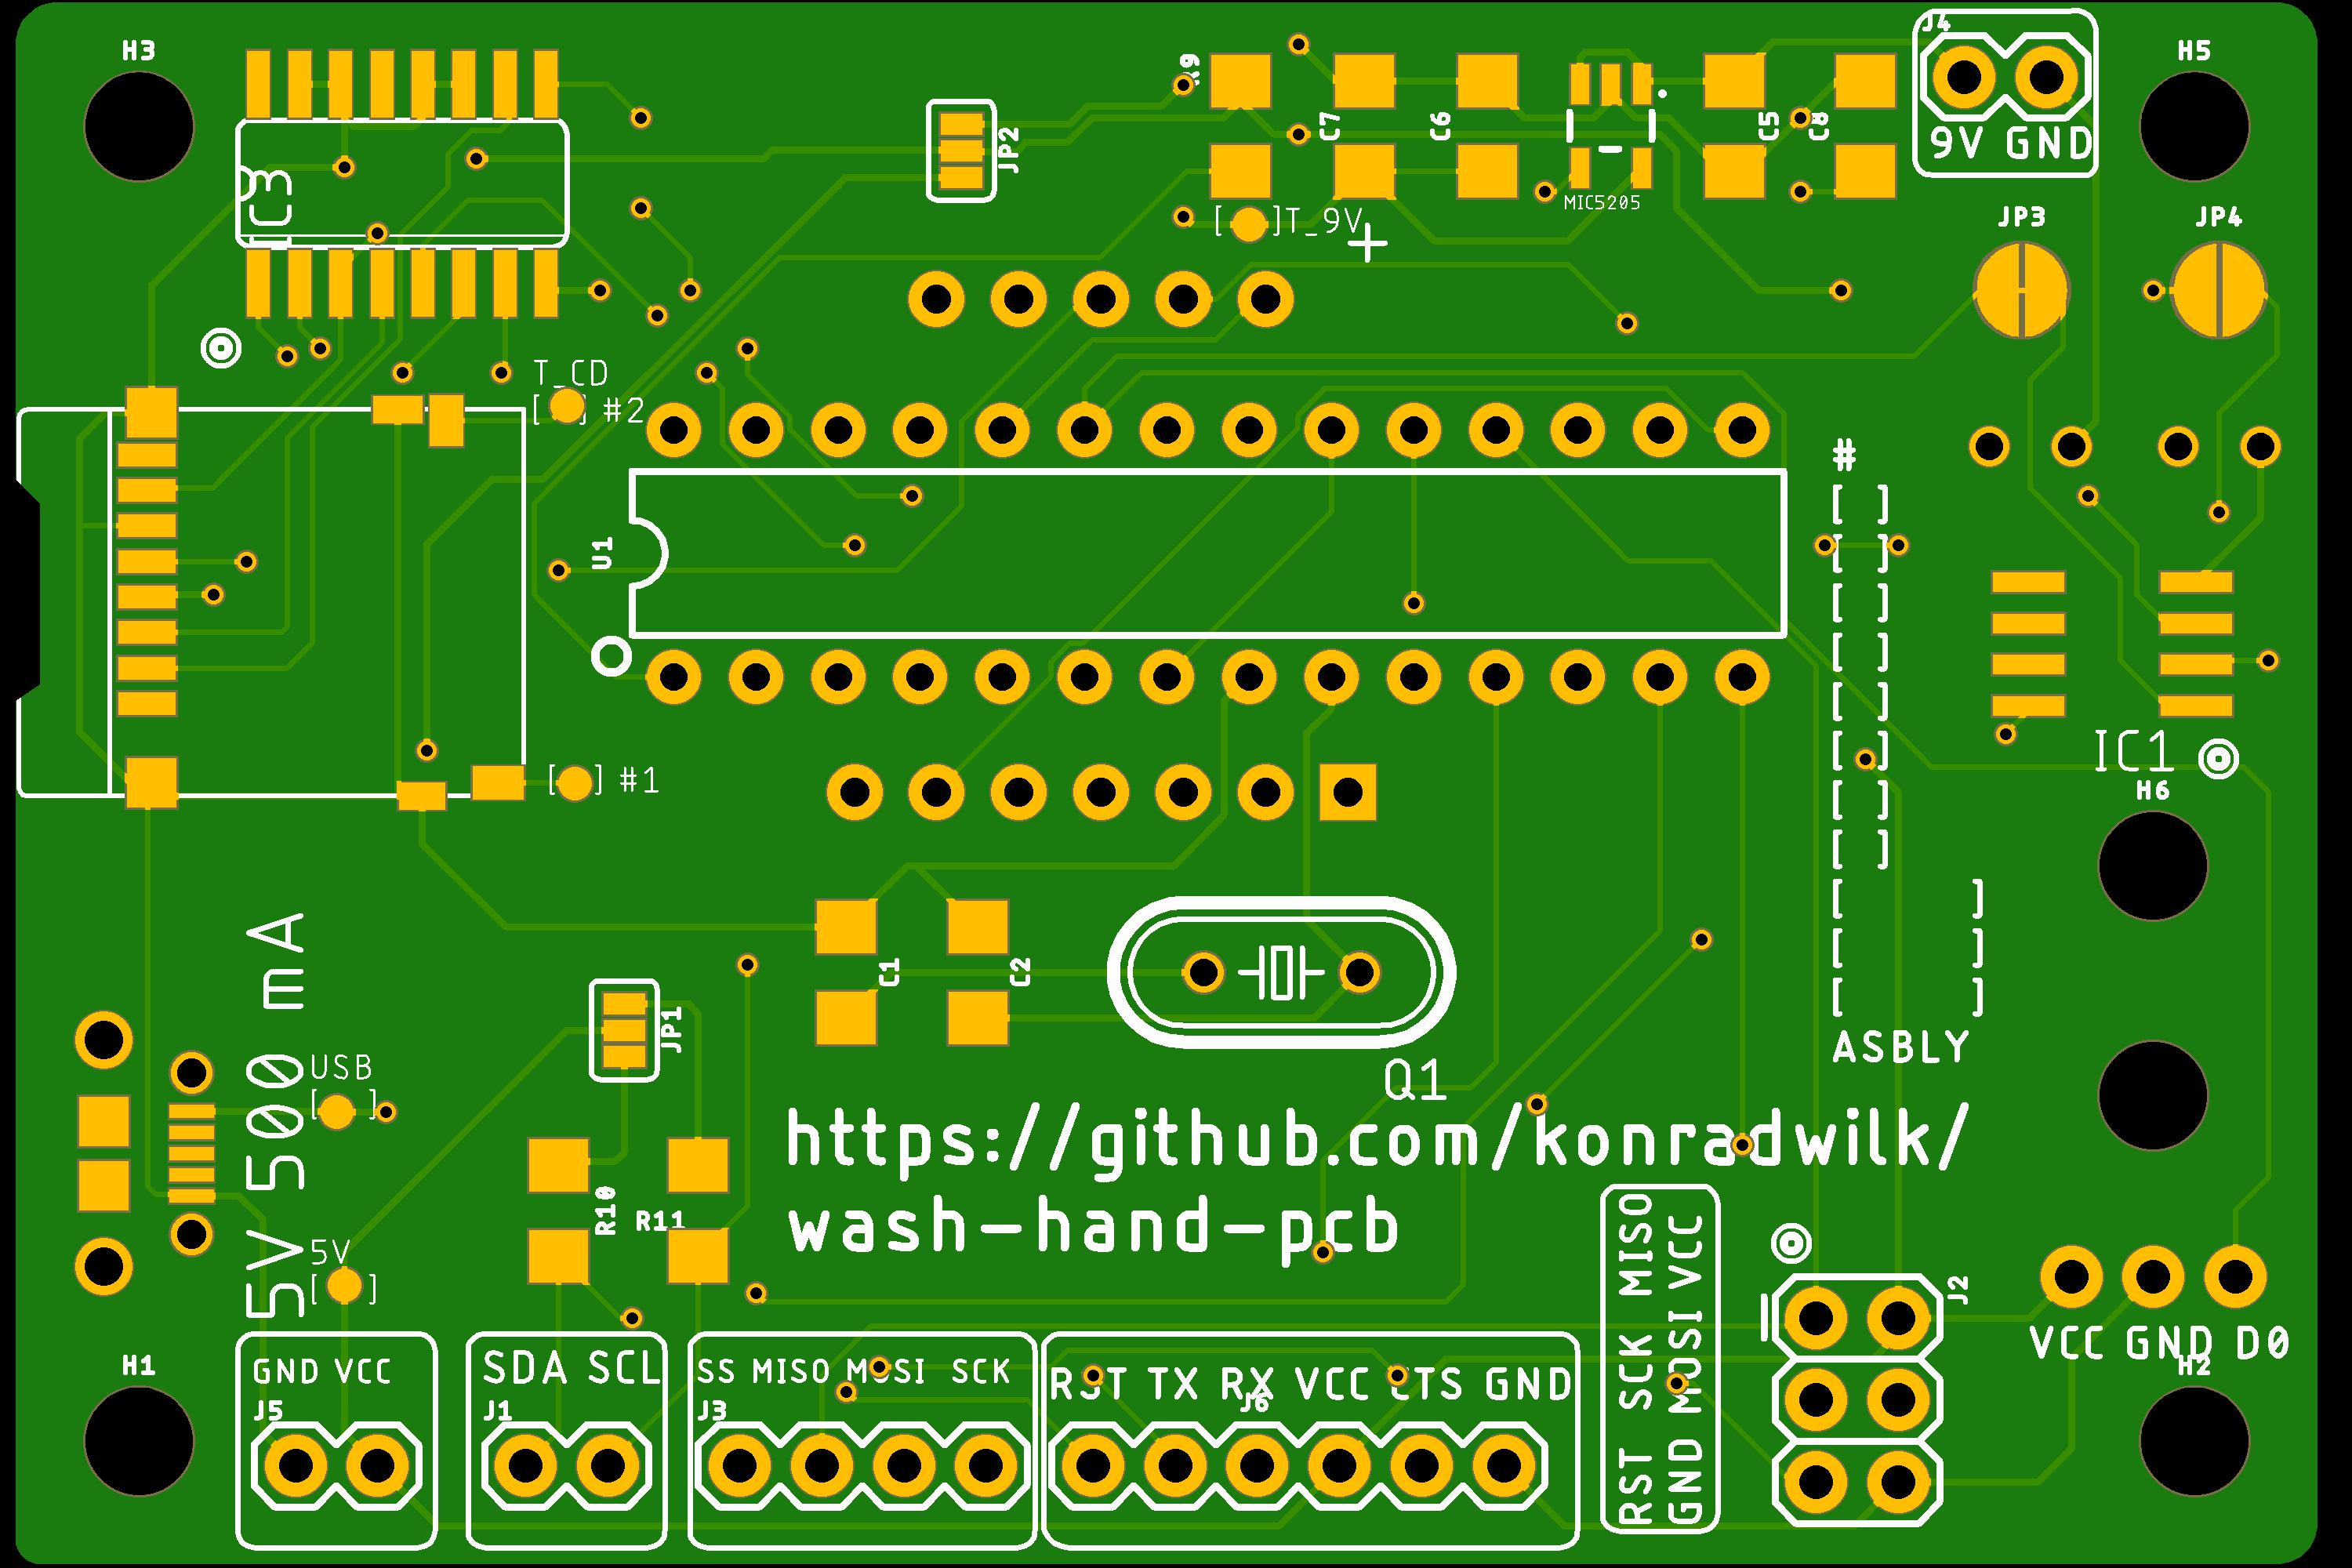 H3
J4
H5
R9
C7
C6
C5
C8
9V GND
JP2
IC3
MIC5205
[ ]T_9V
+
JP3
JP4
T_CD
[ ] #2
#
U1
[ ] #1
IC1
H6
5V 500 mA
C1
C2
JP1
ASBLY
USB
[ ]
Q1
https://github.com/konradwilk/
wash-hand-pcb
R10
R11
5V
[ ]
RST SCK MISO
GND MOSI VCC
J2
VCC GND D0
H2
H1
GND VCC
J5
SDA SCL
J1
SS MISO MOSI SCK
J3
RST TX RX VCC CTS GND
J6